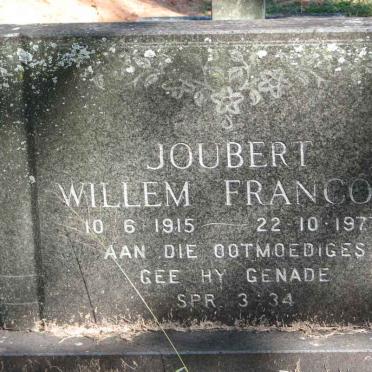 JOUBERT
WILLEM FRANCO
10·6·1915 — 22·10·197
AAN DIE OOTMOEDIGES
GEE HY GENADE
SPR 3:34